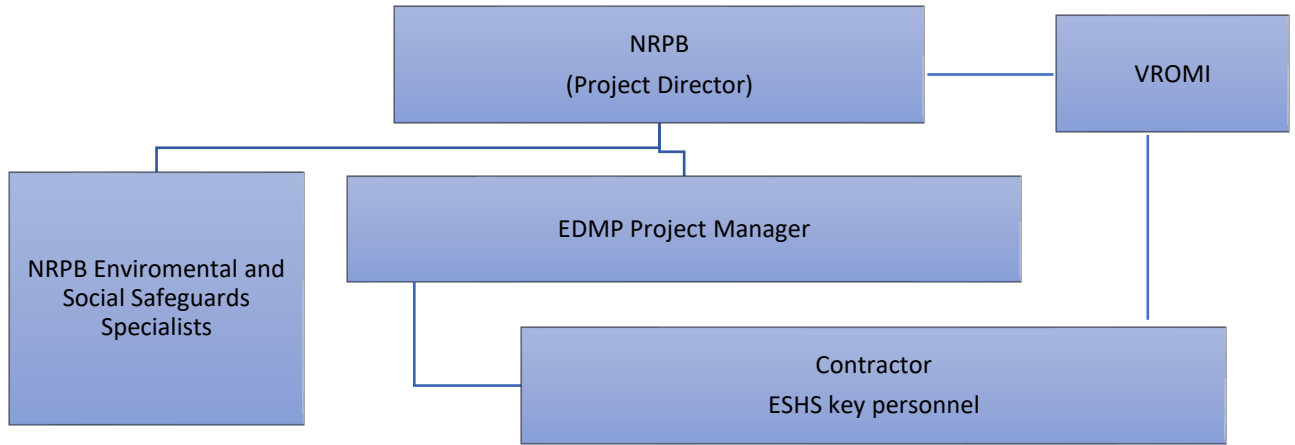 NRPB
(Project Director)
VROMI
EDMP Project Manager
NRPB Enviromental and
Social Safeguards
Specialists
Contractor
ESHS key personnel